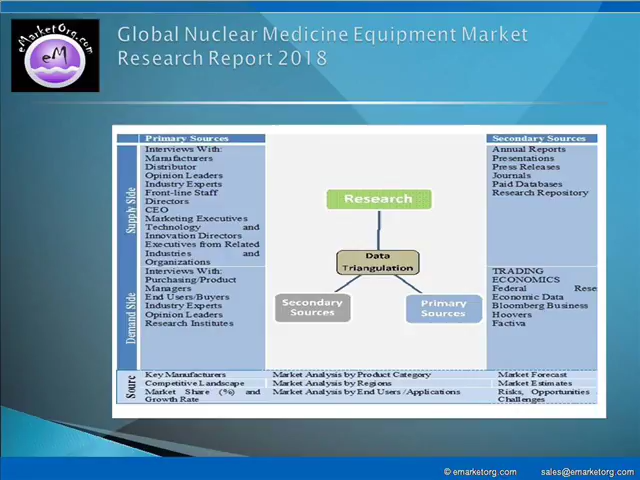 eMarketOrg.com
eM
Global Nuclear Medicine Equipment Market
Research Report 2018
Primary Sources
Secondary Sources
Supply Side
Interviews With:
Manufacturers
Distributor
Opinion Leaders
Industry Experts
Front-line Staff
Directors
CEO
Marketing Executives
Technology and
Innovation Directors
Executives from Related
Industries and
Organizations
Annual Reports
Presentations
Press Releases
Journals
Paid Databases
Research Repository
Research
Data
Triangulation
Secondary
Sources
Primary
Sources
Demand Side
Interviews With:
Purchasing/Product
Managers
End Users/Buyers
Industry Experts
Opinion Leaders
Research Institutes
TRADING
ECONOMICS
Federal Rese
Economic Data
Bloomberg Business
Hoovers
Factiva
Sourc
Key Manufacturers
Competitive Landscape
Market Share (%) and
Growth Rate
Market Analysis by Product Category
Market Analysis by Regions
Market Analysis by End Users /Applications
Market Forecast
Market Estimates
Risks, Opportunities
Challenges
© emarketorg.com sales@emarketorg.com